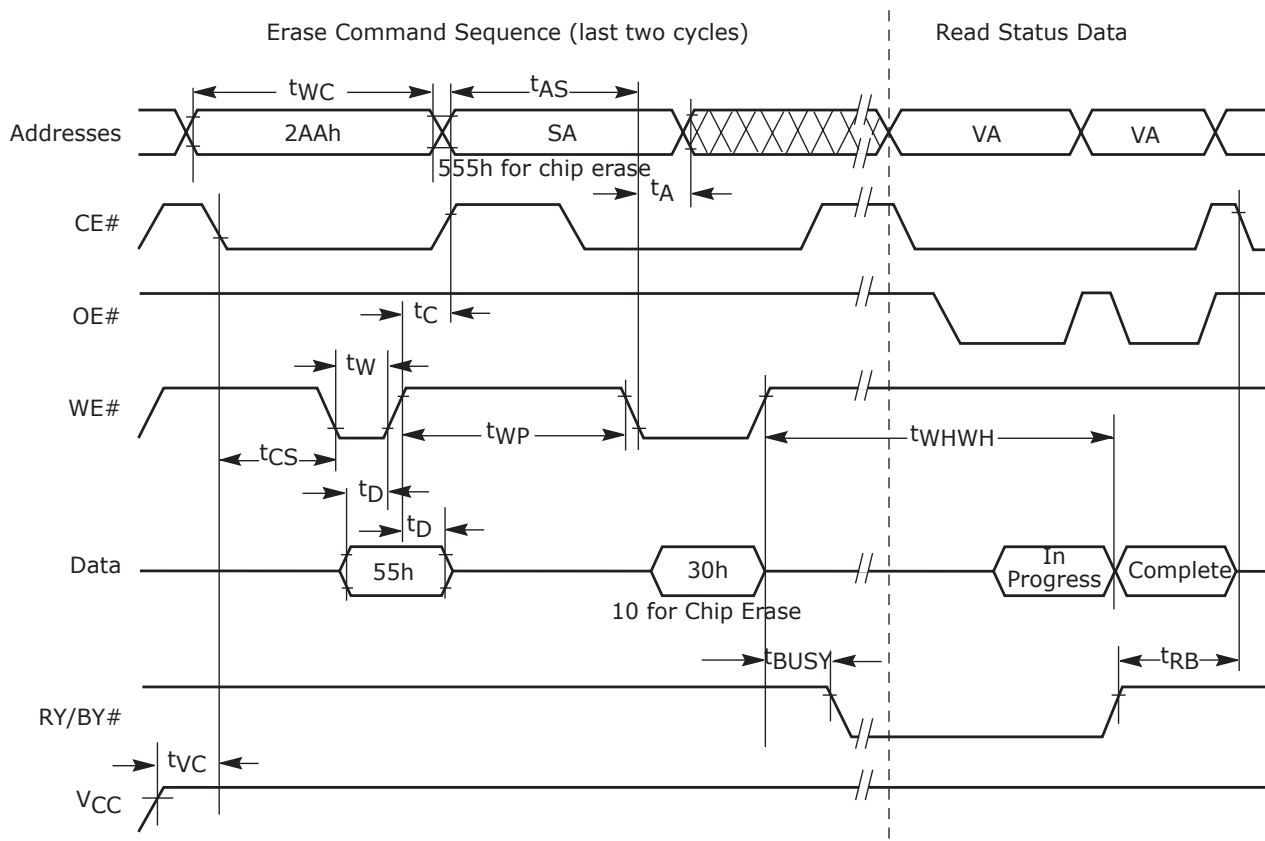 Erase Command Sequence (last two cycles)
Read Status Data
tWC
tAS
Addresses
2AAh
SA
VA
VA
555h for chip erase
tA
CE#
OE#
tC
tW
WE#
tWP
tWHWH
tCS
tD
tD
Data
55h
30h
In
Progress
Complete
10 for Chip Erase
tBUSY
tRB
RY/BY#
tVC
VCC